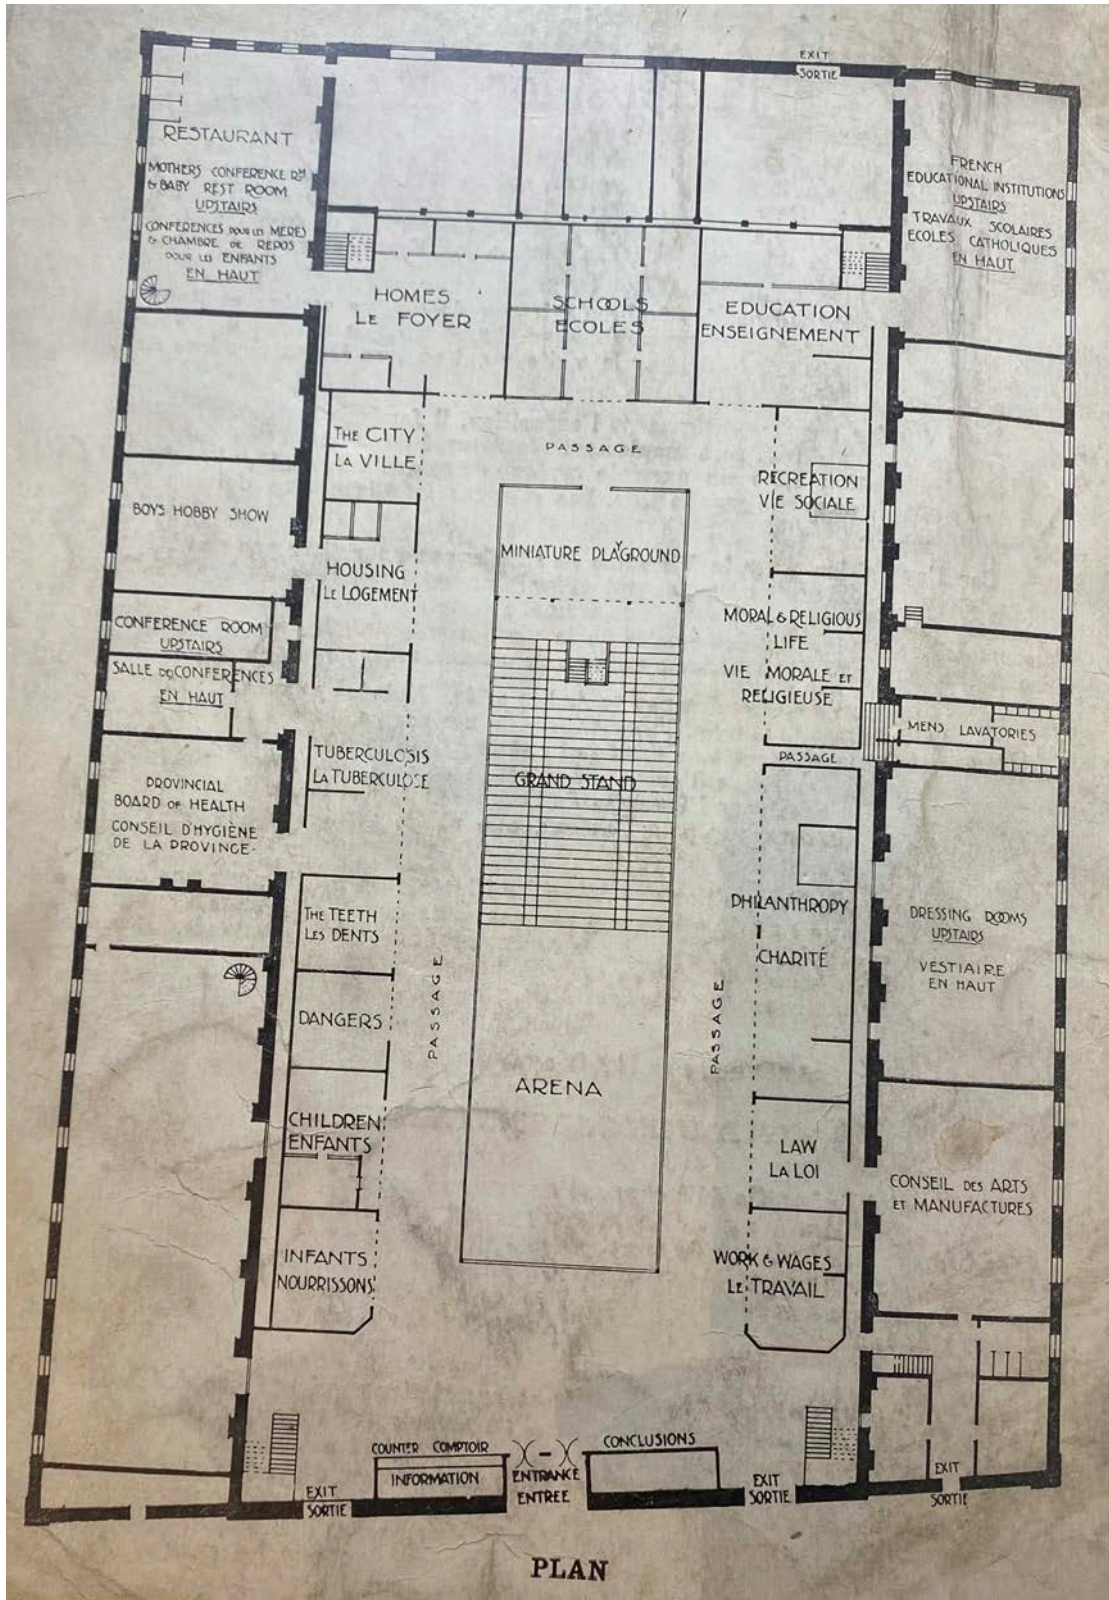 EXIT
SORTIE
RESTAURANT
MOTHERS CONFERENCE RM
& BABY REST ROOM
UPSTAIRS
CONFERENCES POUR LES MERES
& CHAMBRE DE REPOS
POUR LES ENFANTS
EN HAUT
FRENCH
EDUCATIONAL INSTITUTIONS
UPSTAIRS
TRAVAUX SCOLAIRES
ECOLES CATHOLIQUES
EN HAUT
HOMES
LE FOYER
SCHOOLS
ECOLES
EDUCATION
ENSEIGNEMENT
THE CITY
LA VILLE
PASSAGE
RECREATION
VIE SOCIALE
BOYS HOBBY SHOW
MINIATURE PLAYGROUND
HOUSING
LE LOGEMENT
CONFERENCE ROOM
UPSTAIRS
SALLE DE CONFERENCES
EN HAUT
MORAL & RELIGIOUS
LIFE
VIE MORALE ET
RELIGIEUSE
MENS LAVATORIES
PASSAGE
TUBERCULOSIS
LA TUBERCULOSE
GRAND STAND
PROVINCIAL
BOARD OF HEALTH
CONSEIL D'HYGIÈNE
DE LA PROVINCE.
THE TEETH
LES DENTS
PHILANTHROPY
CHARITÉ
DRESSING ROOMS
UPSTAIRS
VESTIAIRE
EN HAUT
DANGERS
PASSAGE
PASSAGE
ARENA
CHILDREN
ENFANTS
LAW
LA LOI
CONSEIL DES ARTS
ET MANUFACTURES
INFANTS
NOURRISSONS
WORK & WAGES
LE TRAVAIL
COUNTER COMPTOIR
INFORMATION
ENTRANCE
ENTREE
CONCLUSIONS
EXIT
SORTIE
EXIT
SORTIE
EXIT
SORTIE
PLAN